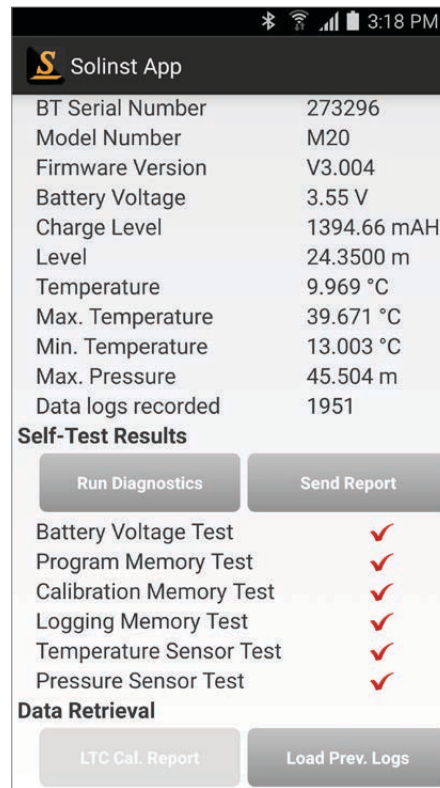 3:18 PM
S Solinst App
BT Serial Number 273296
Model Number M20
Firmware Version V3.004
Battery Voltage 3.55 V
Charge Level 1394.66 mAH
Level 24.3500 m
Temperature 9.969 °C
Max. Temperature 39.671 °C
Min. Temperature 13.003 °C
Max. Pressure 45.504 m
Data logs recorded 1951
Self-Test Results
Run Diagnostics Send Report
Battery Voltage Test
Program Memory Test
Calibration Memory Test
Logging Memory Test
Temperature Sensor Test
Pressure Sensor Test
Data Retrieval
LTC Cal. Report Load Prev. Logs